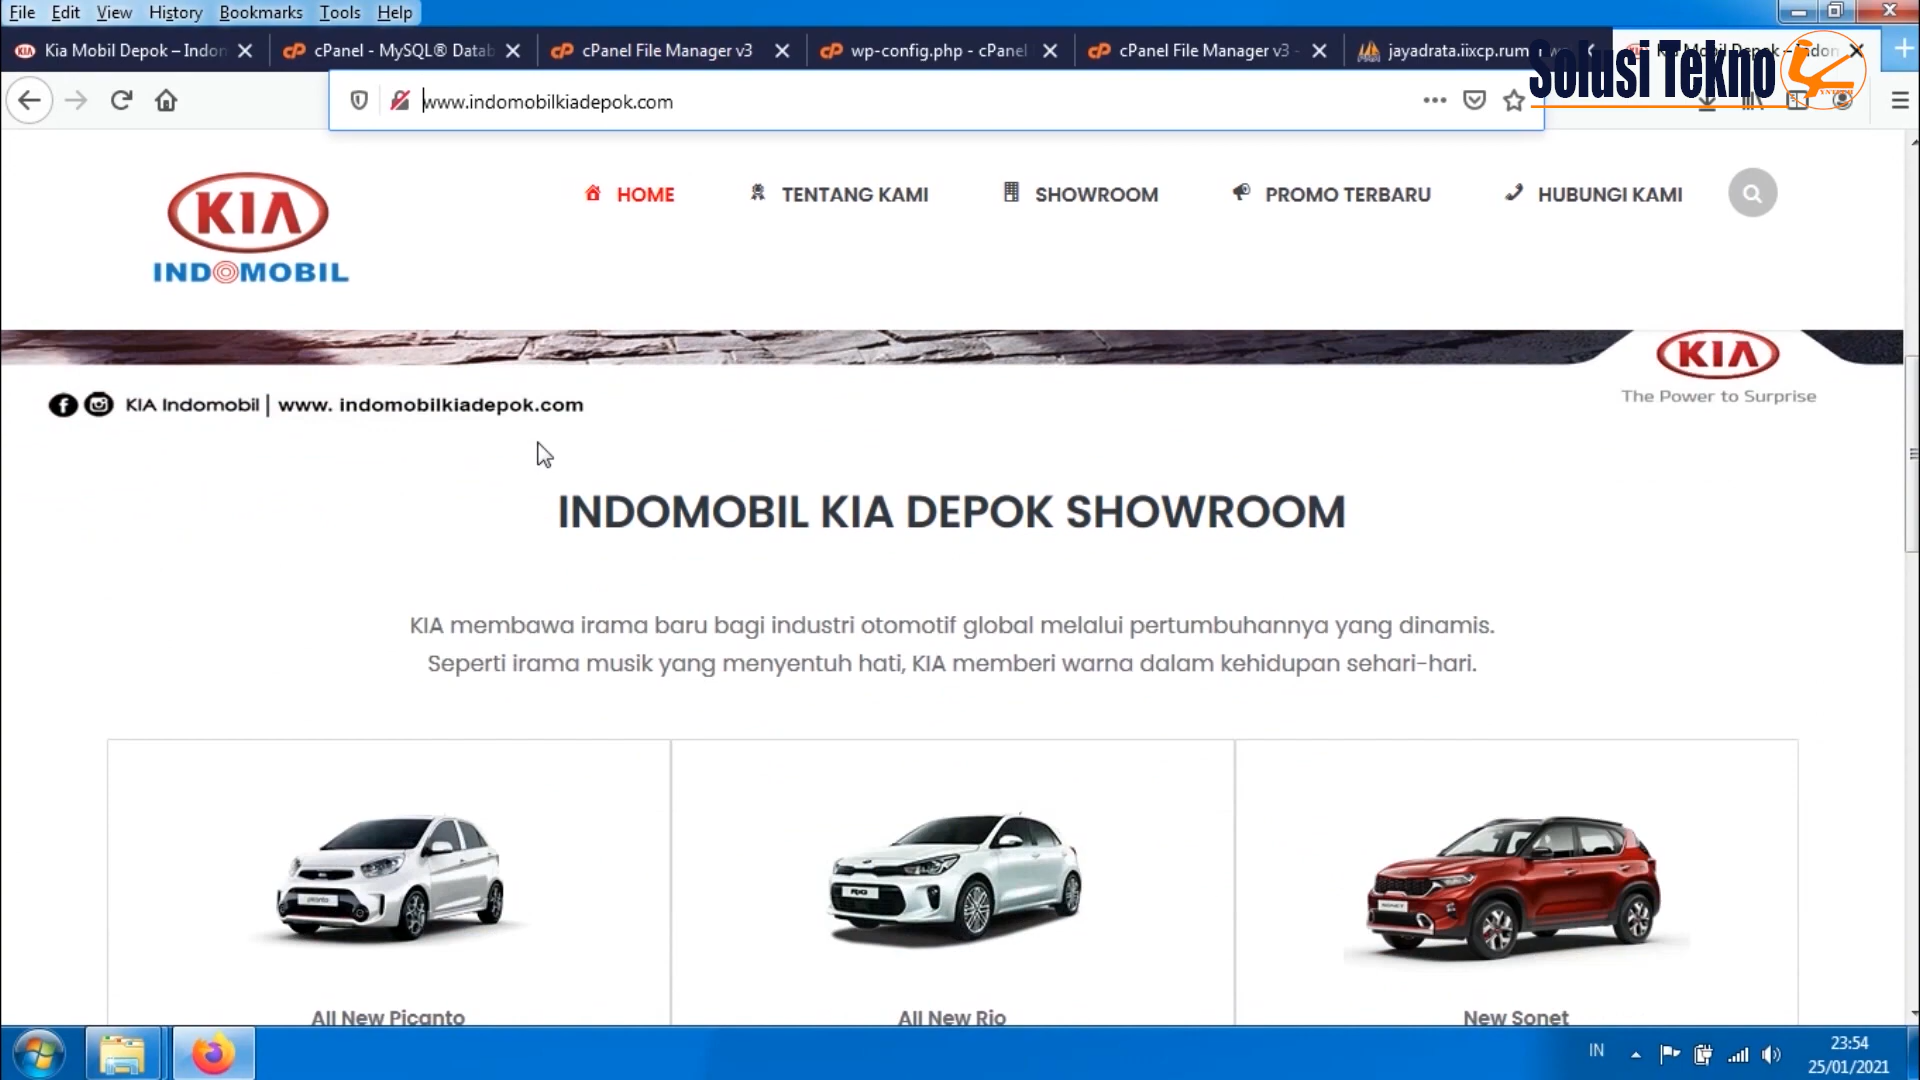 File Edit View History Bookmarks Tools Help
Kia Mobil Depok – Indon
cPanel - MySQL® Datab
cPanel File Manager v3
wp-config.php - cPanel
cPanel File Manager v3 -
jayadrata.iixcp.rum
Solusi Tekno
www.indomobilkiadepok.com
KIA
INDOMOBIL
HOME
TENTANG KAMI
SHOWROOM
PROMO TERBARU
HUBUNGI KAMI
KIA
The Power to Surprise
KIA Indomobil | www. indomobilkiadepok.com
INDOMOBIL KIA DEPOK SHOWROOM
KIA membawa irama baru bagi industri otomotif global melalui pertumbuhannya yang dinamis.
Seperti irama musik yang menyentuh hati, KIA memberi warna dalam kehidupan sehari-hari.
All New Picanto
All New Rio
New Sonet
IN
23:54
25/01/2021